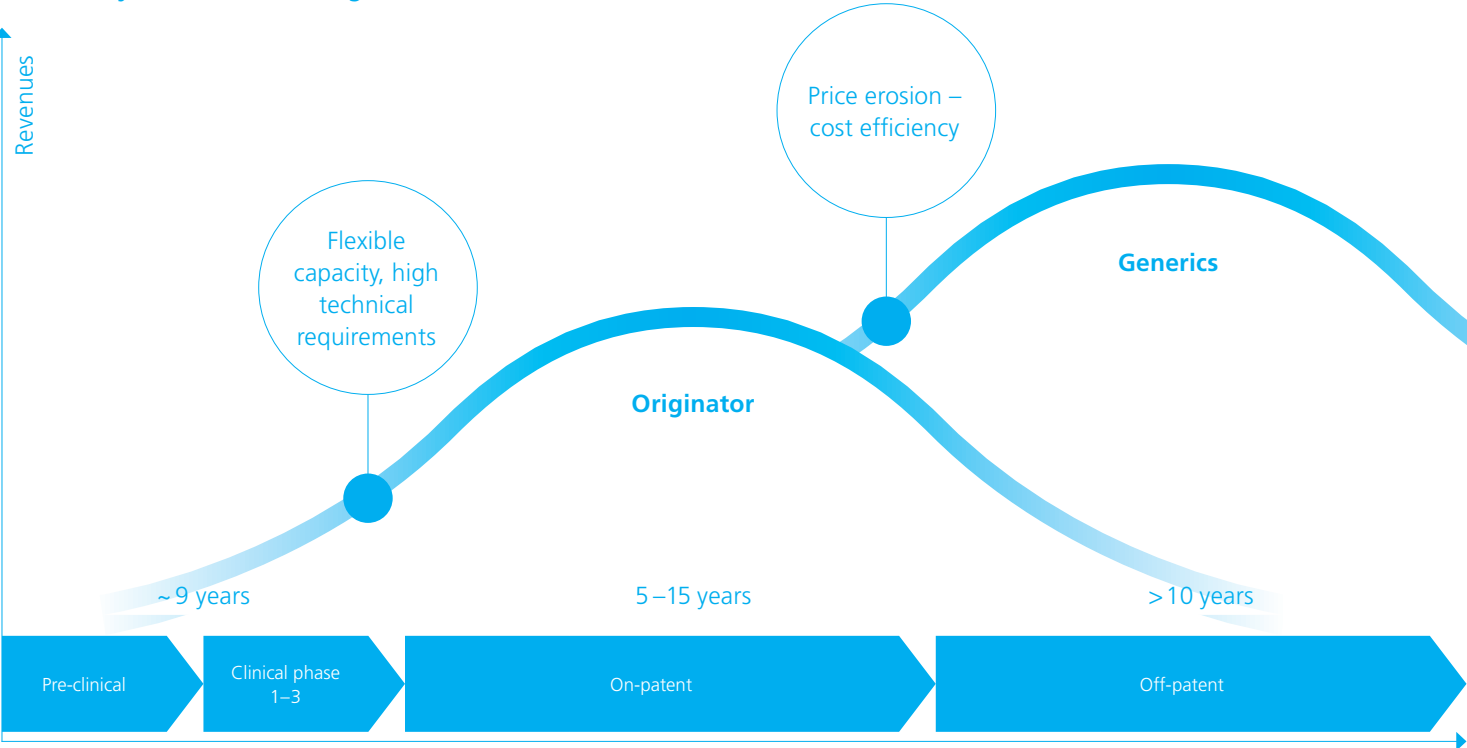 Revenues
Price erosion –
cost efficiency
Flexible
capacity, high
technical
requirements
Generics
Originator
~ 9 years
5 –15 years
> 10 years
Pre-clinical
Clinical phase
1–3
On-patent
Off-patent